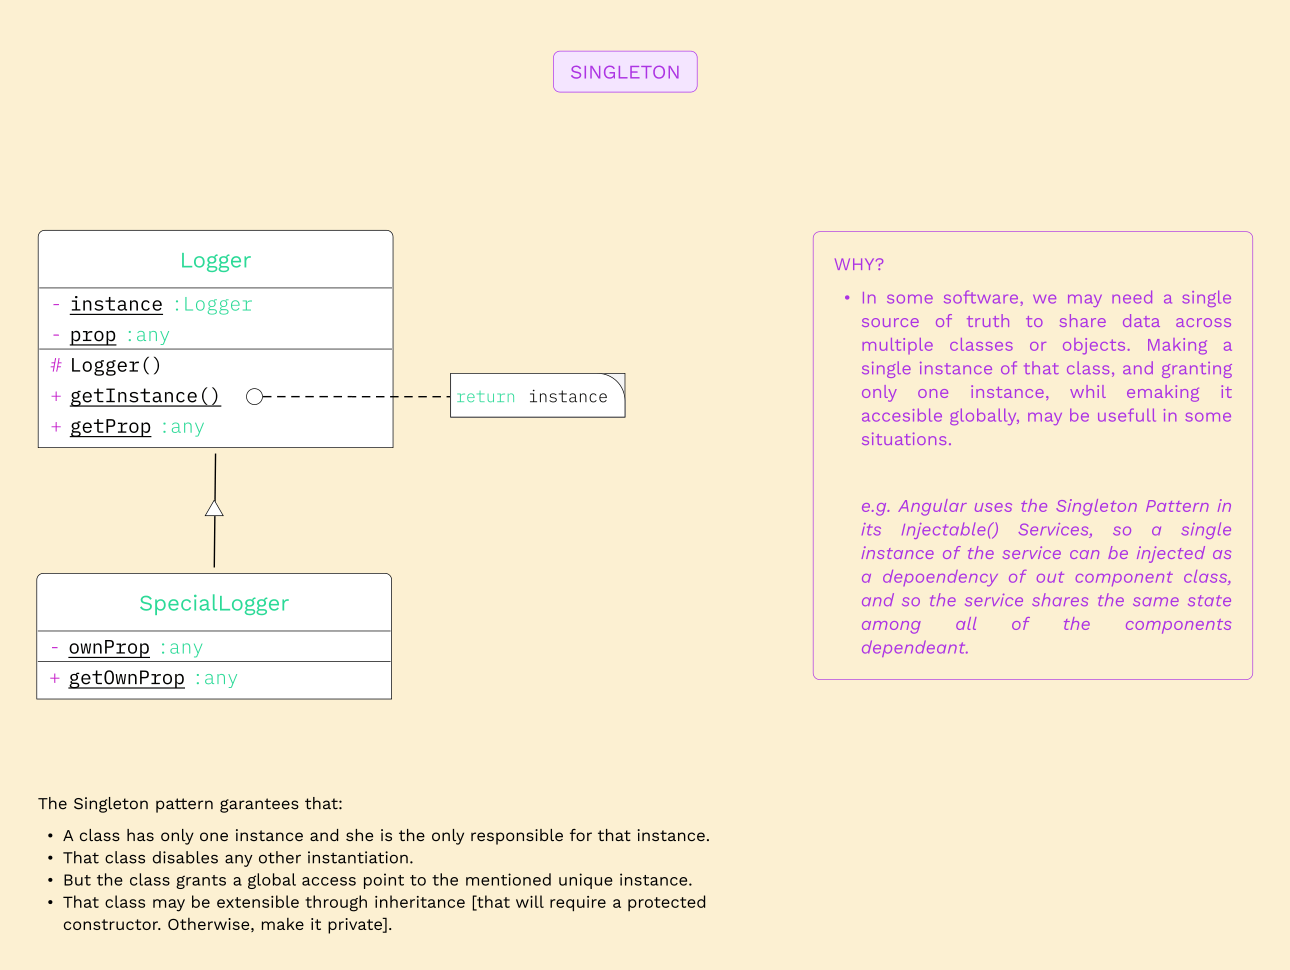 SINGLETON
Logger
- instance :Logger
- prop :any
# Logger()
+ getInstance()
return instance
+ getProp :any
SpecialLogger
- ownProp :any
+ getOwnProp :any
WHY?
• In some software, we may need a single
source of truth to share data across
multiple classes or objects. Making a
single instance of that class, and granting
only one instance, whil emaking it
accesible globally, may be usefull in some
situations.
e.g. Angular uses the Singleton Pattern in
its Injectable() Services, so a single
instance of the service can be injected as
a depoendency of out component class,
and so the service shares the same state
among all of the components
dependeant.
The Singleton pattern garantees that:
• A class has only one instance and she is the only responsible for that instance.
• That class disables any other instantiation.
• But the class grants a global access point to the mentioned unique instance.
• That class may be extensible through inheritance [that will require a protected
constructor. Otherwise, make it private].